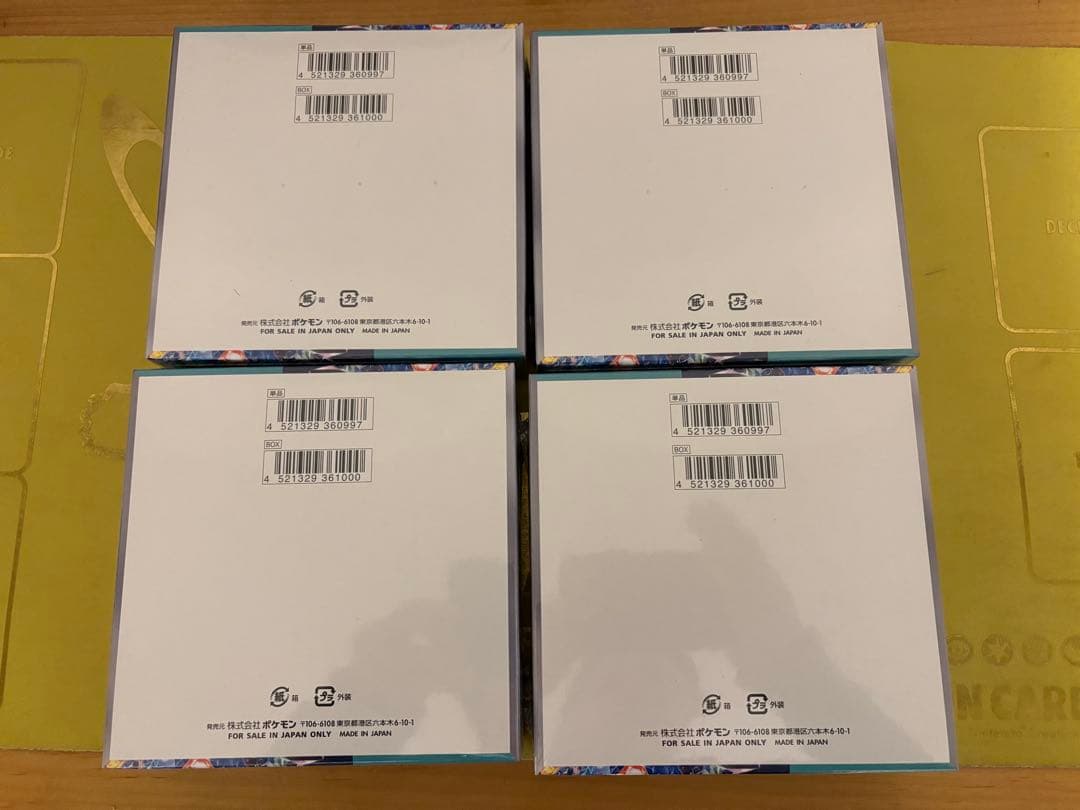 単品
4 521329 360997
BOX
4 521329 361000
紙 箱 プラ 外装
発売元 株式会社ポケモン 〒106-6108 東京都港区六本木6-10-1
FOR SALE IN JAPAN ONLY MADE IN JAPAN
単品
4 521329 360997
BOX
4 521329 361000
紙 箱 プラ 外装
発売元 株式会社ポケモン 〒106-6108 東京都港区六本木6-10-1
FOR SALE IN JAPAN ONLY MADE IN JAPAN
DE
DEC
単品
4 521329 360997
BOX
4 521329 361000
紙 箱 プラ 外装
発売元 株式会社ポケモン 〒106-6108 東京都港区六本木6-10-1
FOR SALE IN JAPAN ONLY MADE IN JAPAN
単品
4 521329 360997
BOX
4 521329 361000
紙 箱 プラ 外装
発売元 株式会社ポケモン 〒106-6108 東京都港区六本木6-10-1
FOR SALE IN JAPAN ONLY MADE IN JAPAN
N CAR